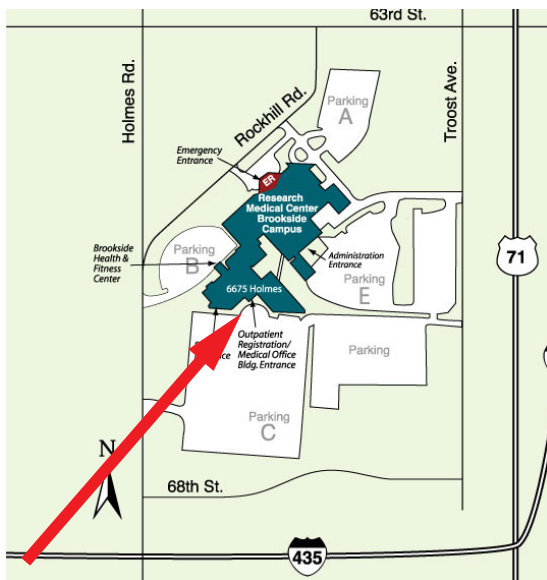 63rd St.
Holmes Rd.
Rockhill Rd.
Troost Ave.
Parking
A
Emergency
Entrance
ER
Research
Medical Center
Brookside
Campus
Parking
B
Brookside
Health &
Fitness
Center
Administration
Entrance
Parking
E
71
6675 Holmes
Outpatient
Registration/
Medical Office
Bldg. Entrance
Parking
Parking
C
N
68th St.
435